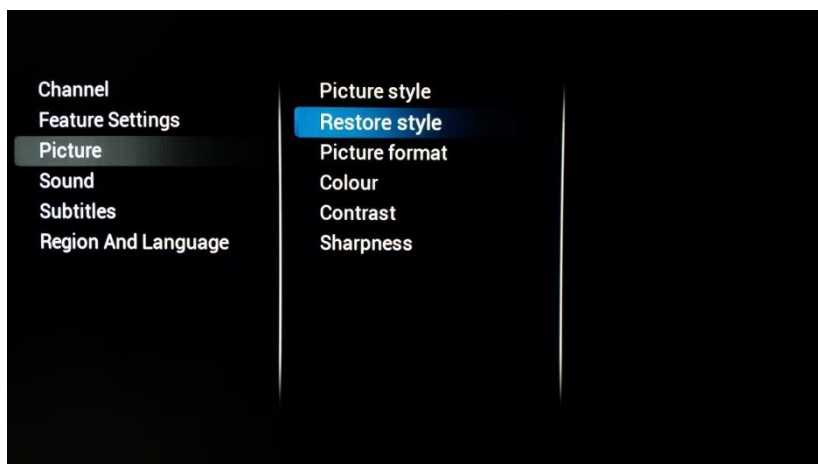 Channel
Feature Settings
Picture
Sound
Subtitles
Region And Language
Picture style
Restore style
Picture format
Colour
Contrast
Sharpness